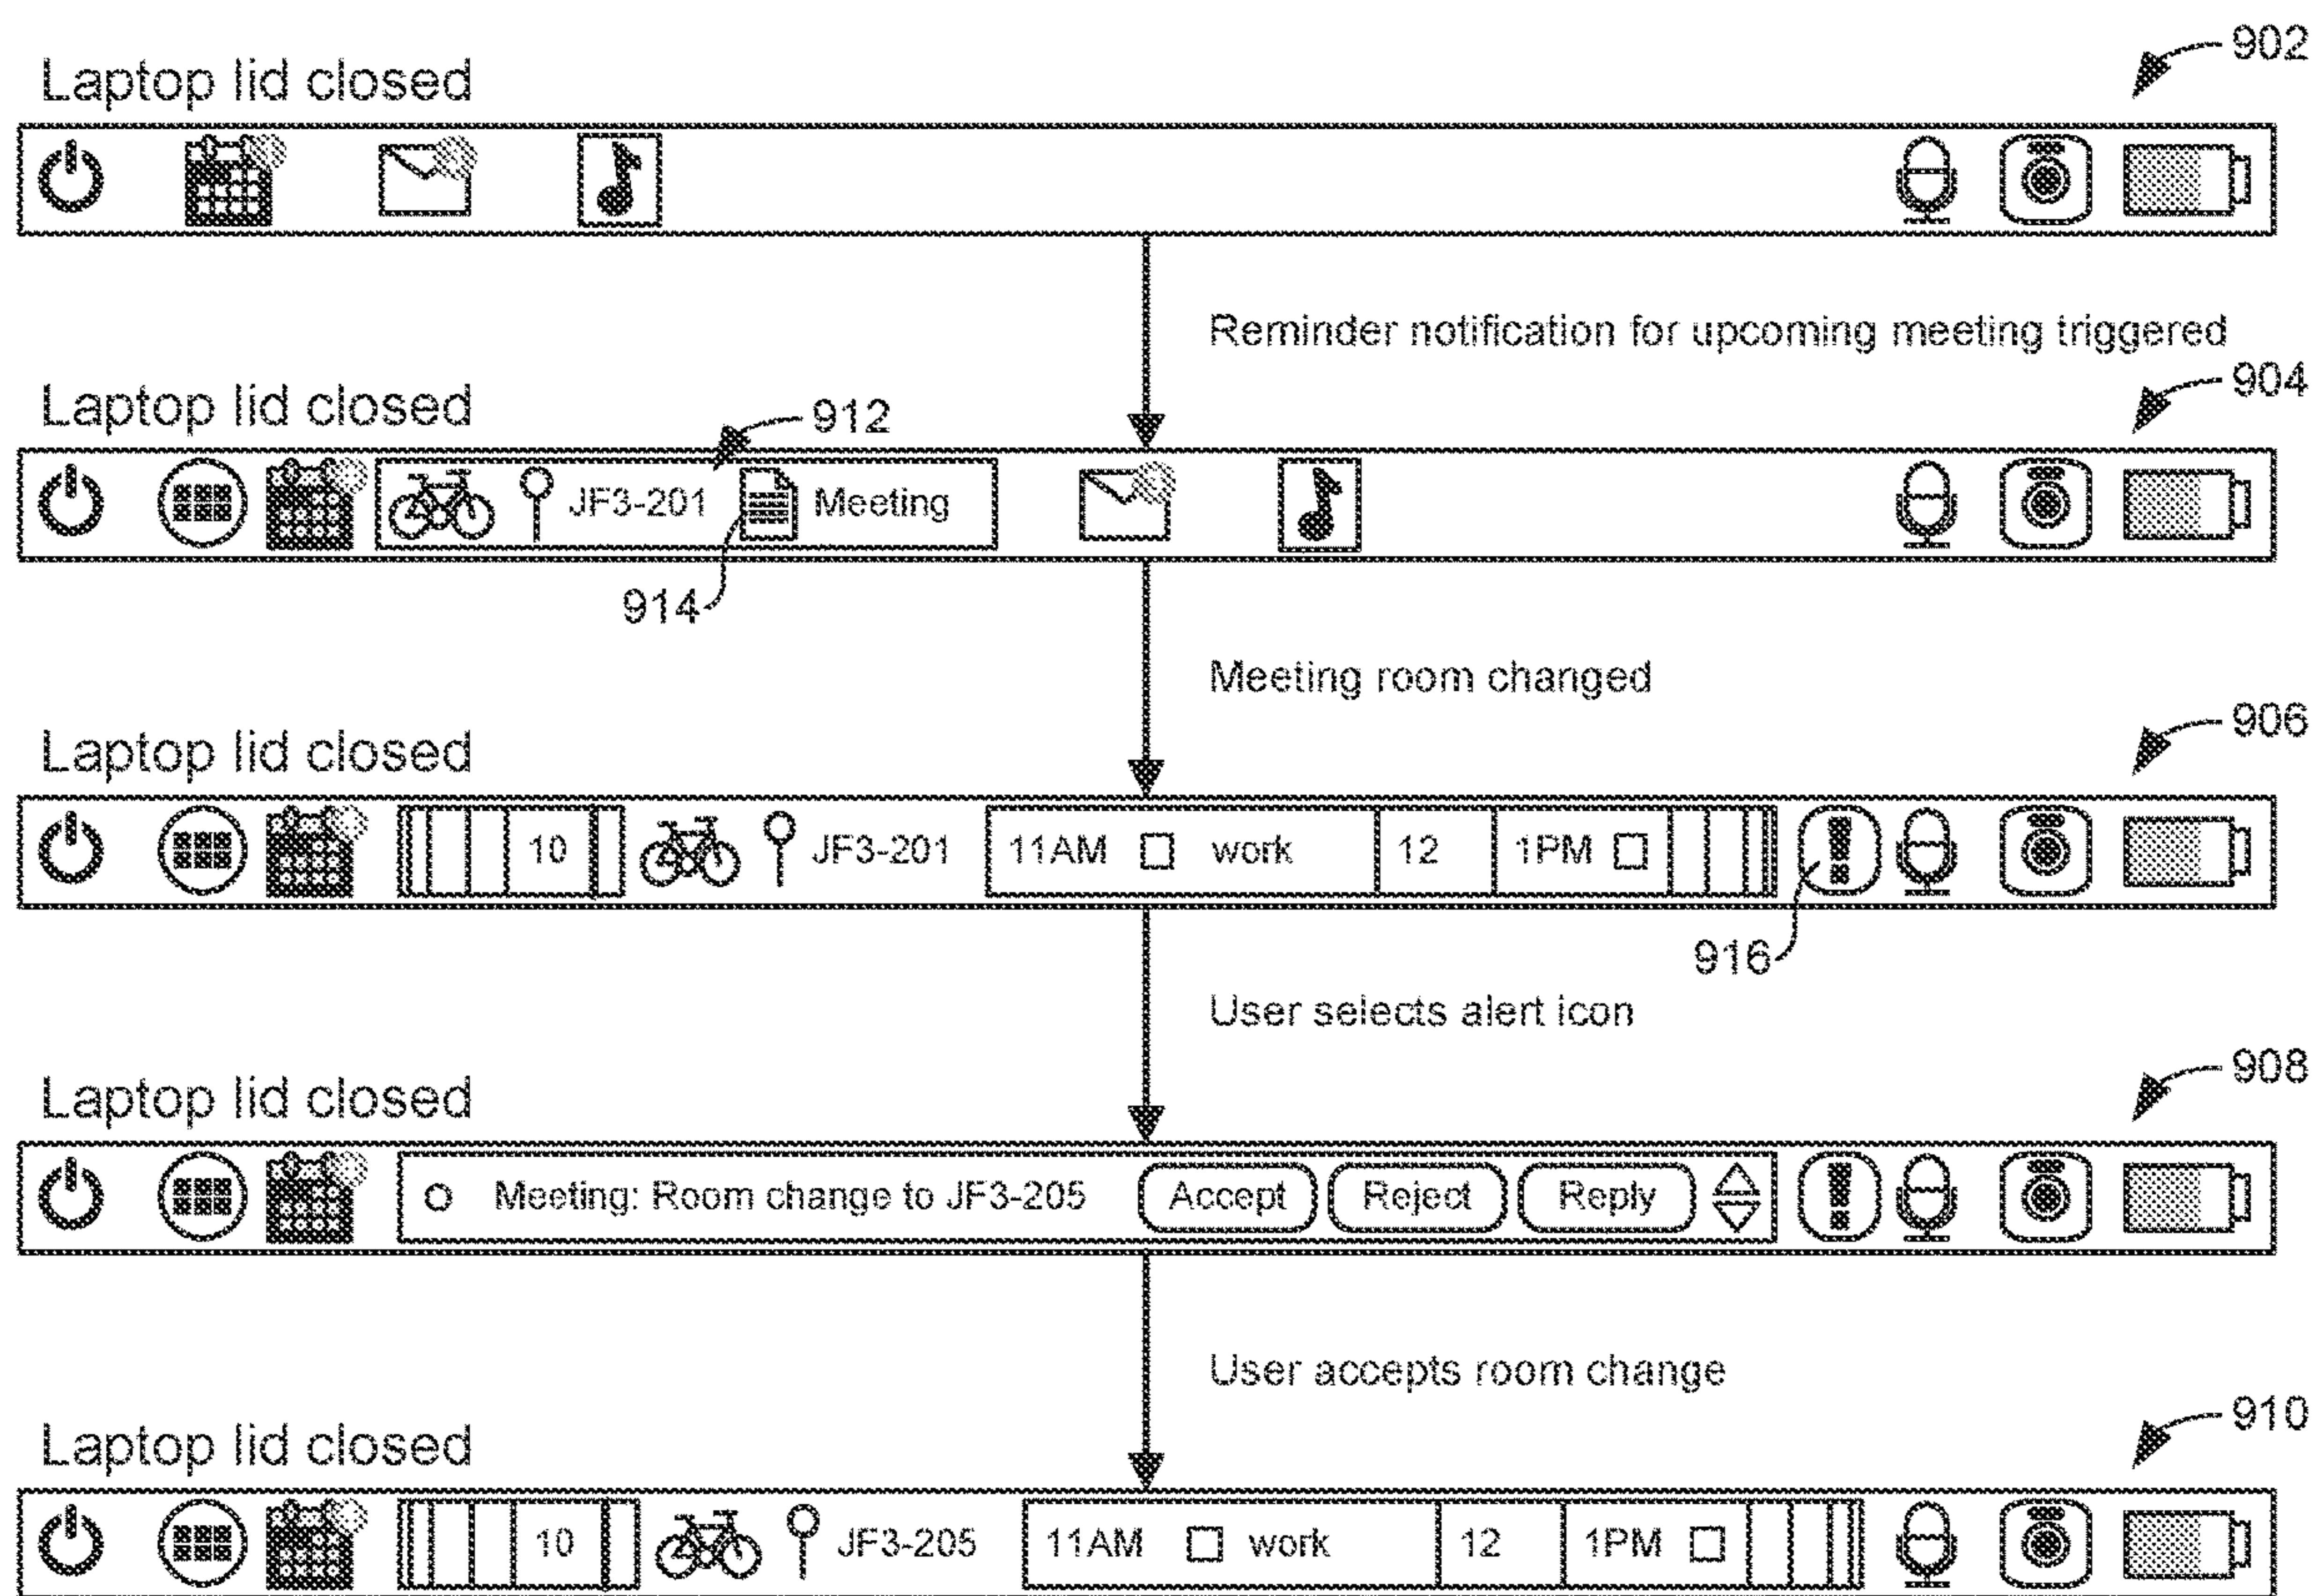 902
Laptop lid closed
Reminder notification for upcoming meeting triggered
904
Laptop lid closed
912
JF3-201 Meeting
914
Meeting room changed
906
Laptop lid closed
10 JF3-201 11AM work 12 1PM
916
User selects alert icon
908
Laptop lid closed
Meeting: Room change to JF3-205 Accept Reject Reply
User accepts room change
910
Laptop lid closed
10 JF3-205 11AM work 12 1PM